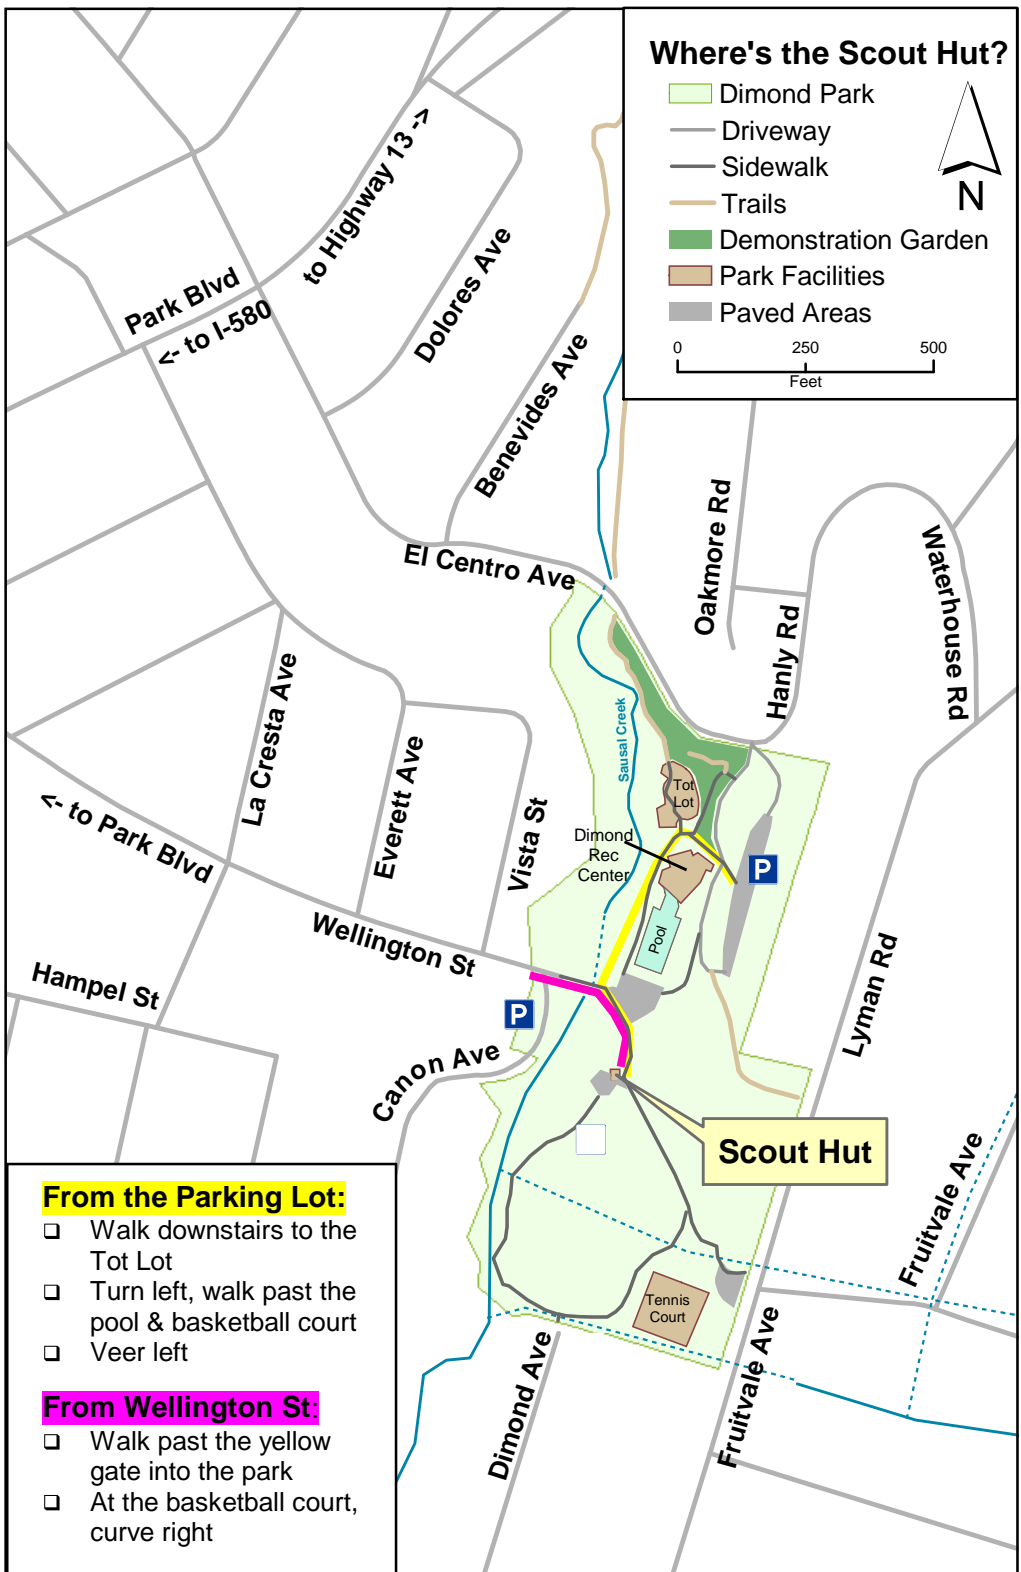 Where's the Scout Hut?
Dimond Park
Driveway
Sidewalk
Trails
Demonstration Garden
Park Facilities
Paved Areas
N
0 250 500
Feet
to Highway 13 ->
Park Blvd
<- to I-580
Dolores Ave
Benevides Ave
El Centro Ave
Oakmore Rd
Hanly Rd
Waterhouse Rd
La Cresta Ave
Everett Ave
Vista St
<- to Park Blvd
Wellington St
Hampel St
Canon Ave
Sausal Creek
Tot
Lot
Dimond
Rec
Center
Pool
P
P
Lyman Rd
Scout Hut
Fruitvale Ave
Tennis
Court
Dimond Ave
Fruitvale Ave
From the Parking Lot:
❑ Walk downstairs to the
Tot Lot
❑ Turn left, walk past the
pool & basketball court
❑ Veer left
From Wellington St:
❑ Walk past the yellow
gate into the park
❑ At the basketball court,
curve right